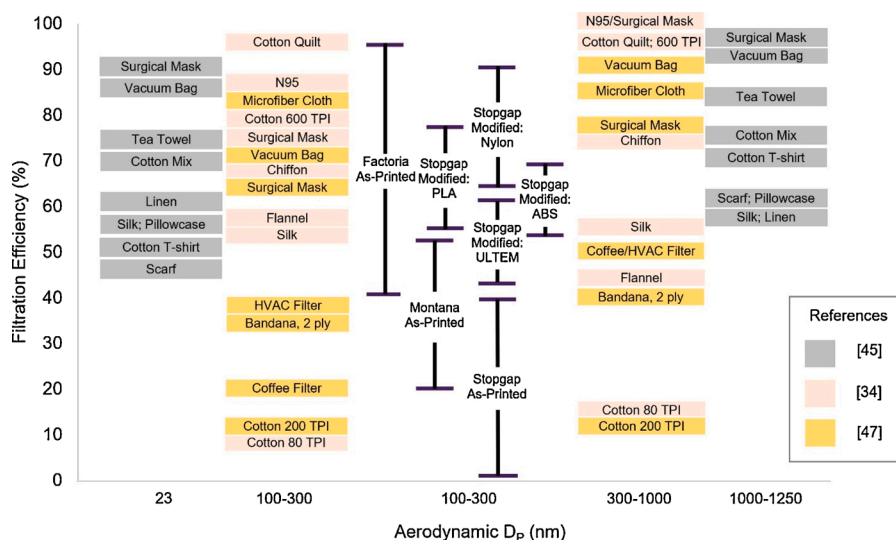 Filtration Efficiency (%)
100
90
80
70
60
50
40
30
20
10
0
Surgical Mask
Vacuum Bag
Tea Towel
Cotton Mix
Linen
Silk; Pillowcase
Cotton T-shirt
Scarf
Cotton Quilt
N95
Microfiber Cloth
Cotton 600 TPI
Surgical Mask
Vacuum Bag
Chiffon
Surgical Mask
Flannel
Silk
HVAC Filter
Bandana, 2 ply
Coffee Filter
Cotton 200 TPI
Cotton 80 TPI
Factoria
As-Printed
Stopgap
Modified:
PLA
Montana
As-Printed
Stopgap
Modified:
Nylon
Stopgap
Modified:
ULTEM
Stopgap
As-Printed
Stopgap
Modified:
ABS
N95/Surgical Mask
Cotton Quilt; 600 TPI
Vacuum Bag
Microfiber Cloth
Surgical Mask
Chiffon
Silk
Coffee/HVAC Filter
Flannel
Bandana, 2 ply
Cotton 80 TPI
Cotton 200 TPI
Surgical Mask
Vacuum Bag
Tea Towel
Cotton Mix
Cotton T-shirt
Scarf; Pillowcase
Silk; Linen
References
[45]
[34]
[47]
23
100-300
100-300
300-1000
1000-1250
Aerodynamic DP (nm)